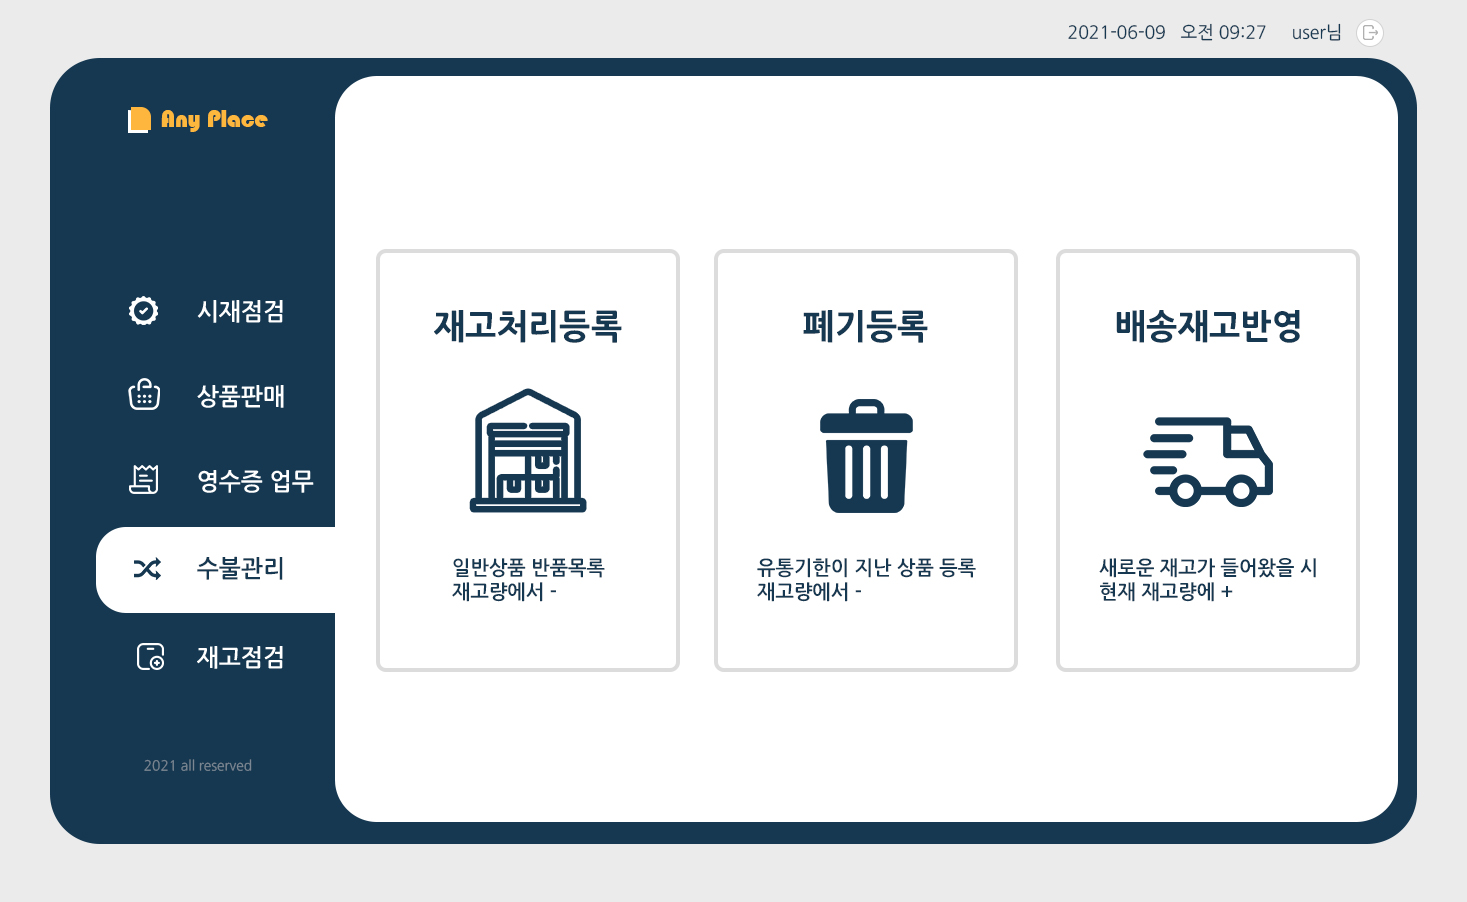 2021-06-09 오전 09:27 user님
Any Place
시재점검
상품판매
영수증 업무
수불관리
재고점검
2021 all reserved
재고처리등록
일반상품 반품목록
재고량에서 -
폐기등록
유통기한이 지난 상품 등록
재고량에서 -
배송재고반영
새로운 재고가 들어왔을 시
현재 재고량에 +